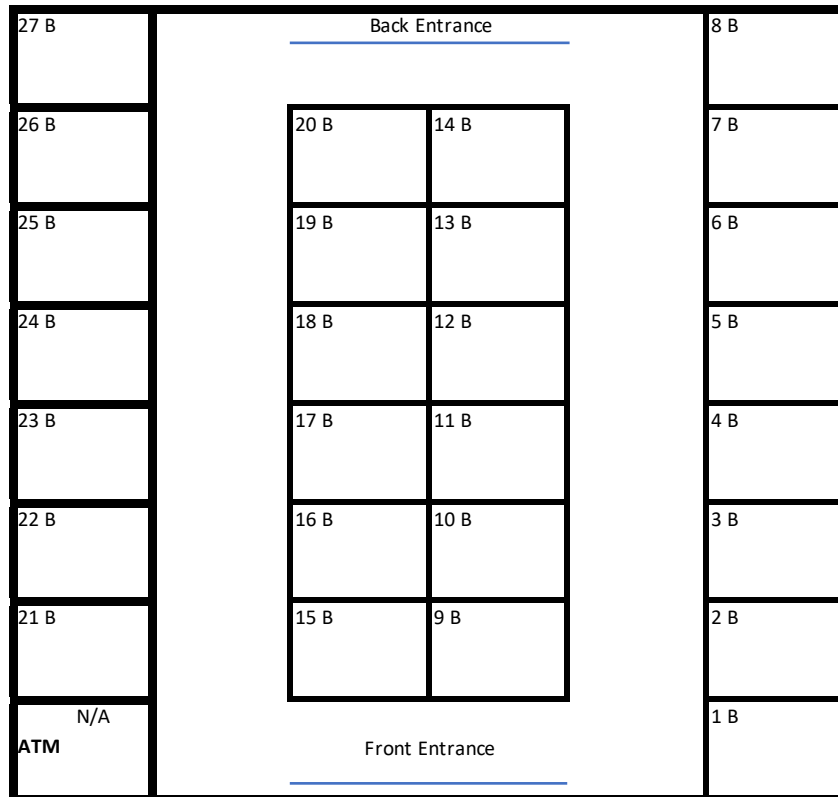 27 B Back Entrance 8 B
26 B 20 B 14 B 7 B
25 B 19 B 13 B 6 B
24 B 18 B 12 B 5 B
23 B 17 B 11 B 4 B
22 B 16 B 10 B 3 B
21 B 15 B 9 B 2 B
N/A 1 B
ATM Front Entrance